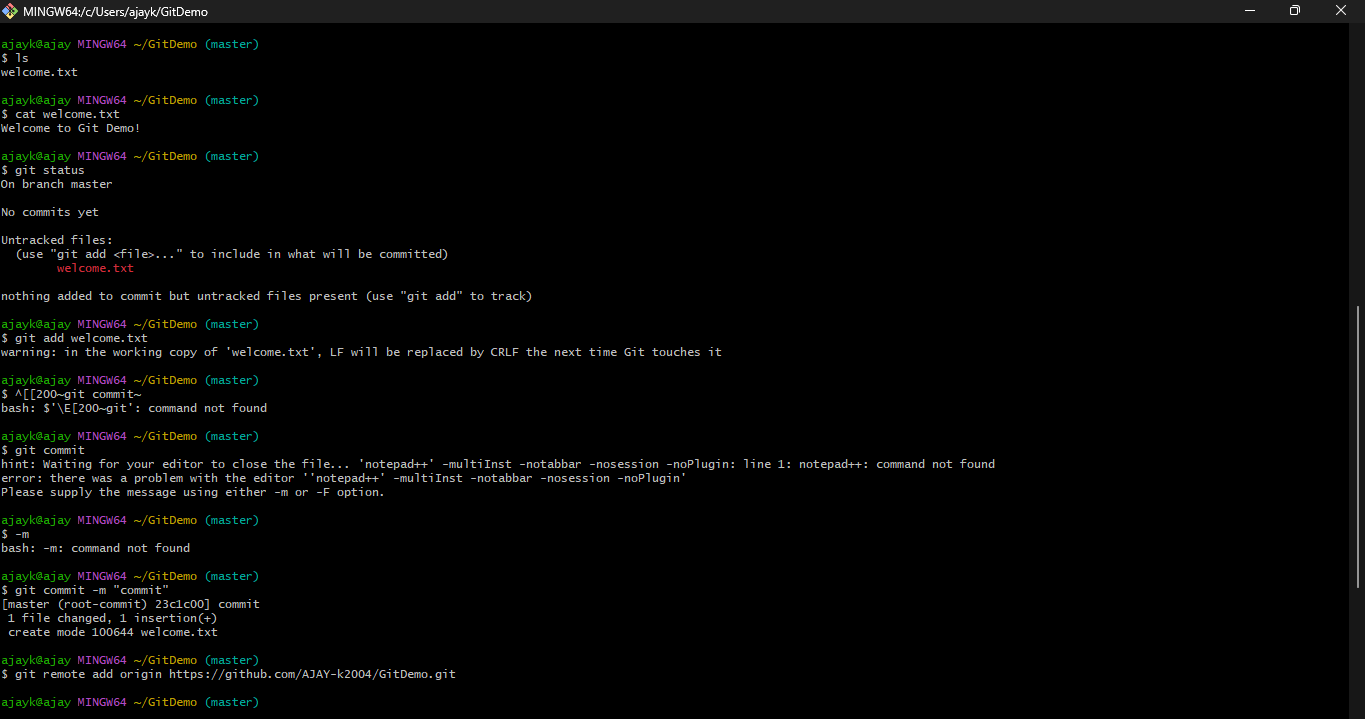 MINGW64:/c/Users/ajayk/GitDemo
ajayk@ajay MINGW64 ~/GitDemo (master)
$ ls
welcome.txt
ajayk@ajay MINGW64 ~/GitDemo (master)
$ cat welcome.txt
Welcome to Git Demo!
ajayk@ajay MINGW64 ~/GitDemo (master)
$ git status
On branch master
No commits yet
Untracked files:
  (use "git add <file>..." to include in what will be committed)
        welcome.txt
nothing added to commit but untracked files present (use "git add" to track)
ajayk@ajay MINGW64 ~/GitDemo (master)
$ git add welcome.txt
warning: in the working copy of 'welcome.txt', LF will be replaced by CRLF the next time Git touches it
ajayk@ajay MINGW64 ~/GitDemo (master)
$ ^[[200~git commit~
bash: $'\E[200~git': command not found
ajayk@ajay MINGW64 ~/GitDemo (master)
$ git commit
hint: Waiting for your editor to close the file... 'notepad++' -multiInst -notabbar -nosession -noPlugin: line 1: notepad++: command not found
error: there was a problem with the editor ''notepad++' -multiInst -notabbar -nosession -noPlugin'
Please supply the message using either -m or -F option.
ajayk@ajay MINGW64 ~/GitDemo (master)
$ -m
bash: -m: command not found
ajayk@ajay MINGW64 ~/GitDemo (master)
$ git commit -m "commit"
[master (root-commit) 23c1c00] commit
 1 file changed, 1 insertion(+)
 create mode 100644 welcome.txt
ajayk@ajay MINGW64 ~/GitDemo (master)
$ git remote add origin https://github.com/AJAY-k2004/GitDemo.git
ajayk@ajay MINGW64 ~/GitDemo (master)